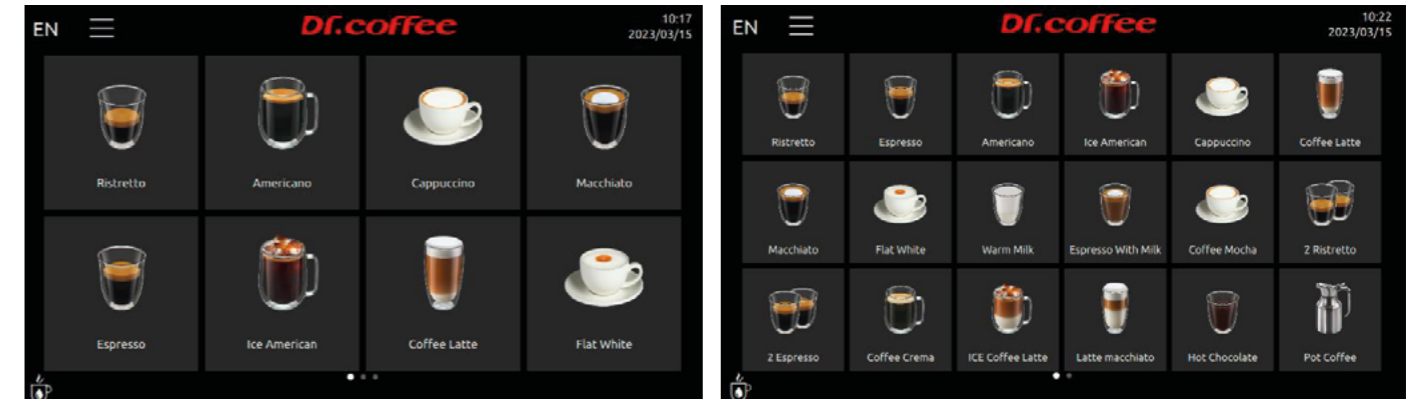 EN
Dr.coffee
10:17
2023/03/15
Ristretto
Americano
Cappuccino
Macchiato
Espresso
Ice American
Coffee Latte
Flat White
EN
Dr.coffee
10:22
2023/03/15
Ristretto
Espresso
Americano
Ice American
Cappuccino
Coffee Latte
Macchiato
Flat White
Warm Milk
Espresso With Milk
Coffee Mocha
2 Ristretto
2 Espresso
Coffee Crema
ICE Coffee Latte
Latte macchiato
Hot Chocolate
Pot Coffee